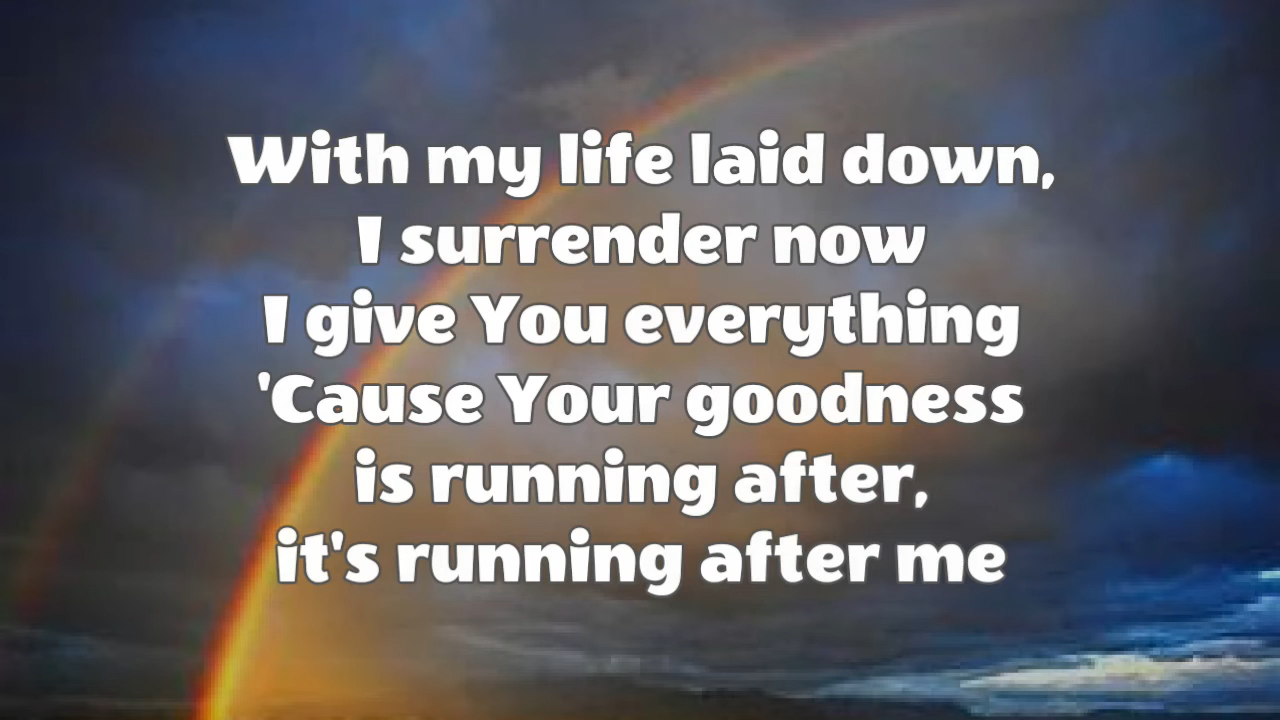 With my life laid down,
I surrender now
I give You everything
'Cause Your goodness
is running after,
it's running after me